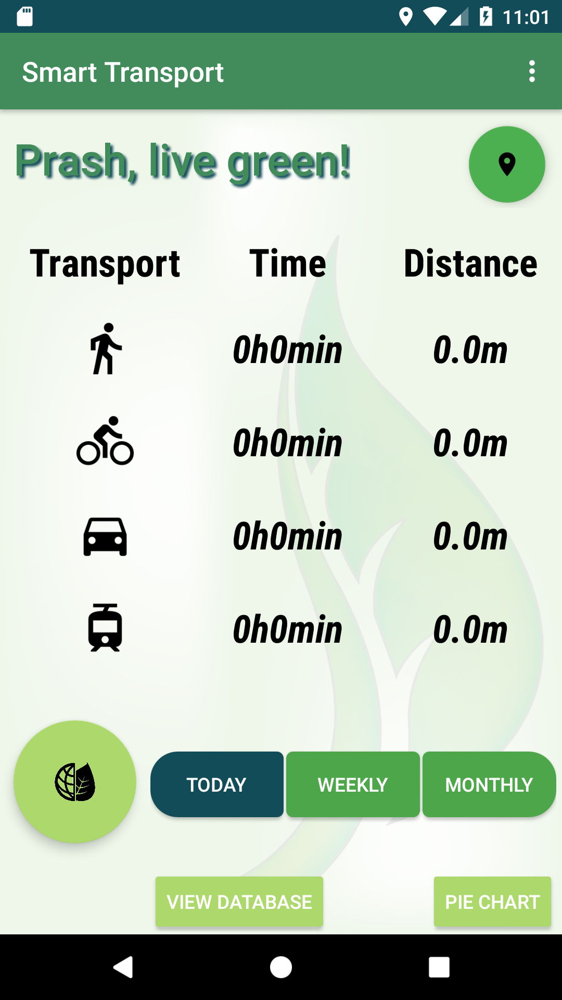 11:01
Smart Transport
Prash, live green!
Transport Time Distance
0h0min 0.0m
0h0min 0.0m
0h0min 0.0m
0h0min 0.0m
TODAY WEEKLY MONTHLY
VIEW DATABASE PIE CHART